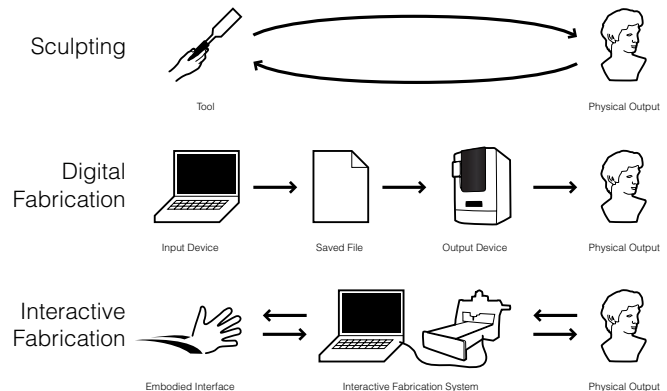 Sculpting
Tool
Physical Output
Digital
Fabrication
Input Device
Saved File
Output Device
Physical Output
Interactive
Fabrication
Embodied Interface
Interactive Fabrication System
Physical Output